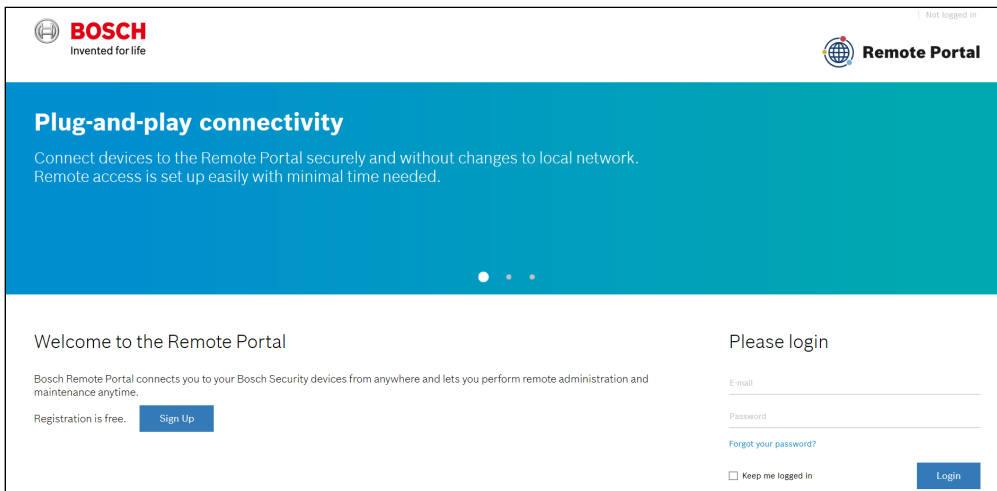 Not logged in
BOSCH
Invented for life
Remote Portal
Plug-and-play connectivity
Connect devices to the Remote Portal securely and without changes to local network.
Remote access is set up easily with minimal time needed.
Welcome to the Remote Portal
Bosch Remote Portal connects you to your Bosch Security devices from anywhere and lets you perform remote administration and
maintenance anytime.
Registration is free.
Sign Up
Please login
E-mail
Password
Forgot your password?
Keep me logged in
Login